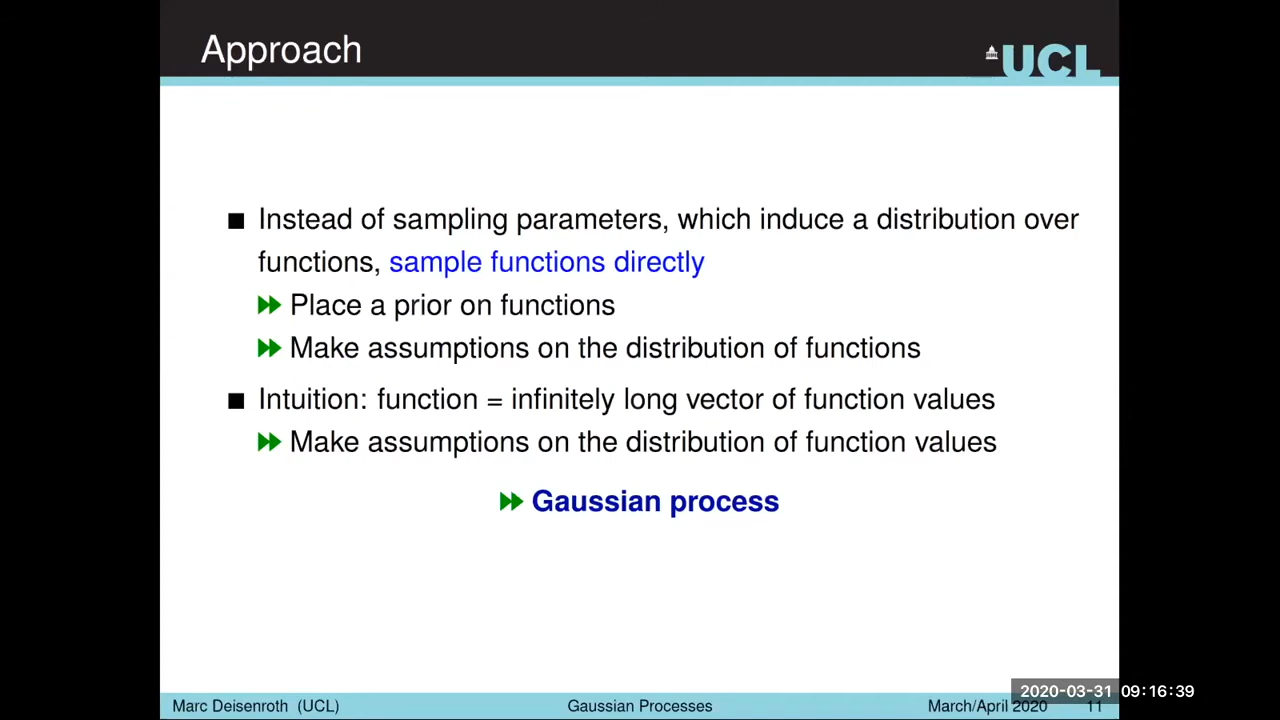 Approach
UCL
Instead of sampling parameters, which induce a distribution over
functions, sample functions directly
Place a prior on functions
Make assumptions on the distribution of functions
Intuition: function = infinitely long vector of function values
Make assumptions on the distribution of function values
Gaussian process
2020-03-31 09:16:39
Marc Deisenroth (UCL) Gaussian Processes March/April 2020 11